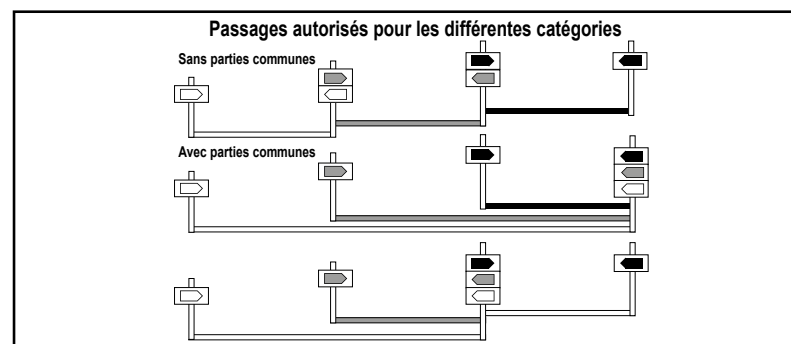 Passages autorisés pour les différentes catégories
Sans parties communes
Avec parties communes